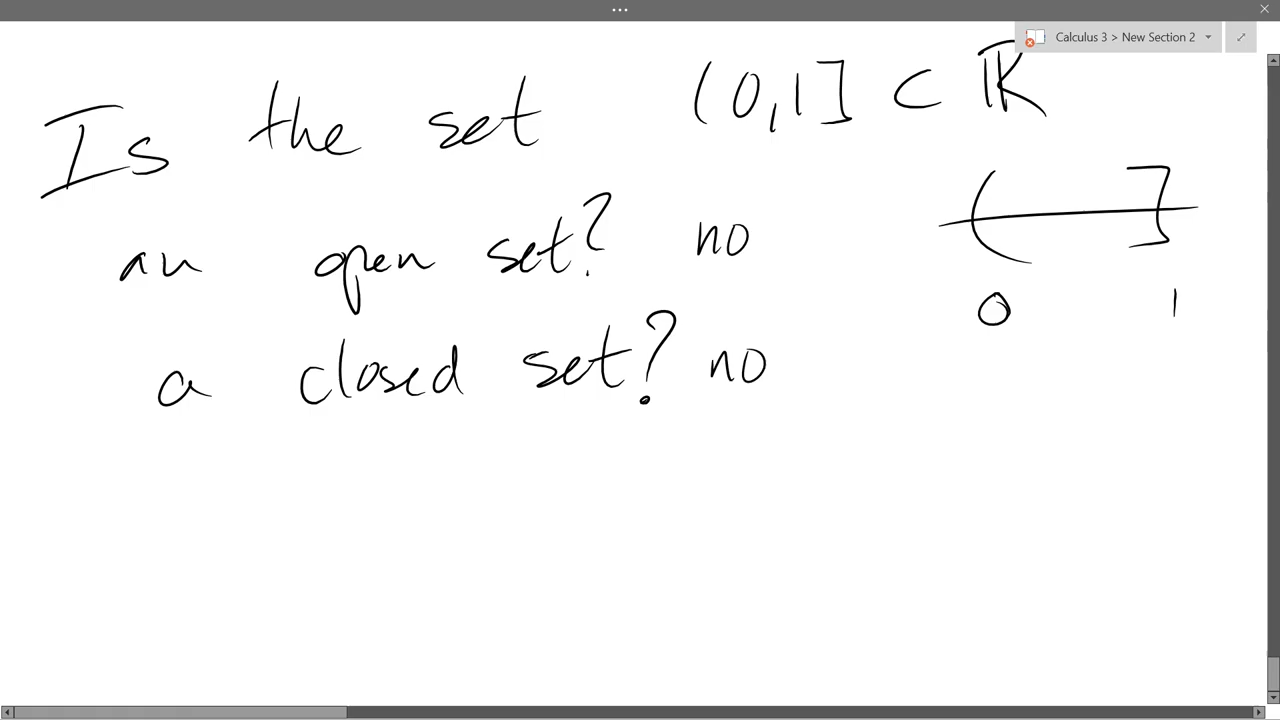 Calculus 3 > New Section 2
Is the set (0,1] ⊂ ℝ
an open set? no
( ]
0 1
a closed set? no